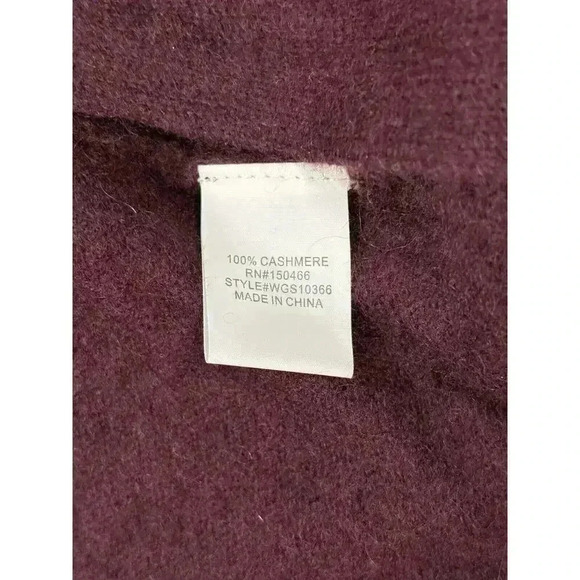 100% CASHMERE
RN#150466
STYLE#WGS10366
MADE IN CHINA